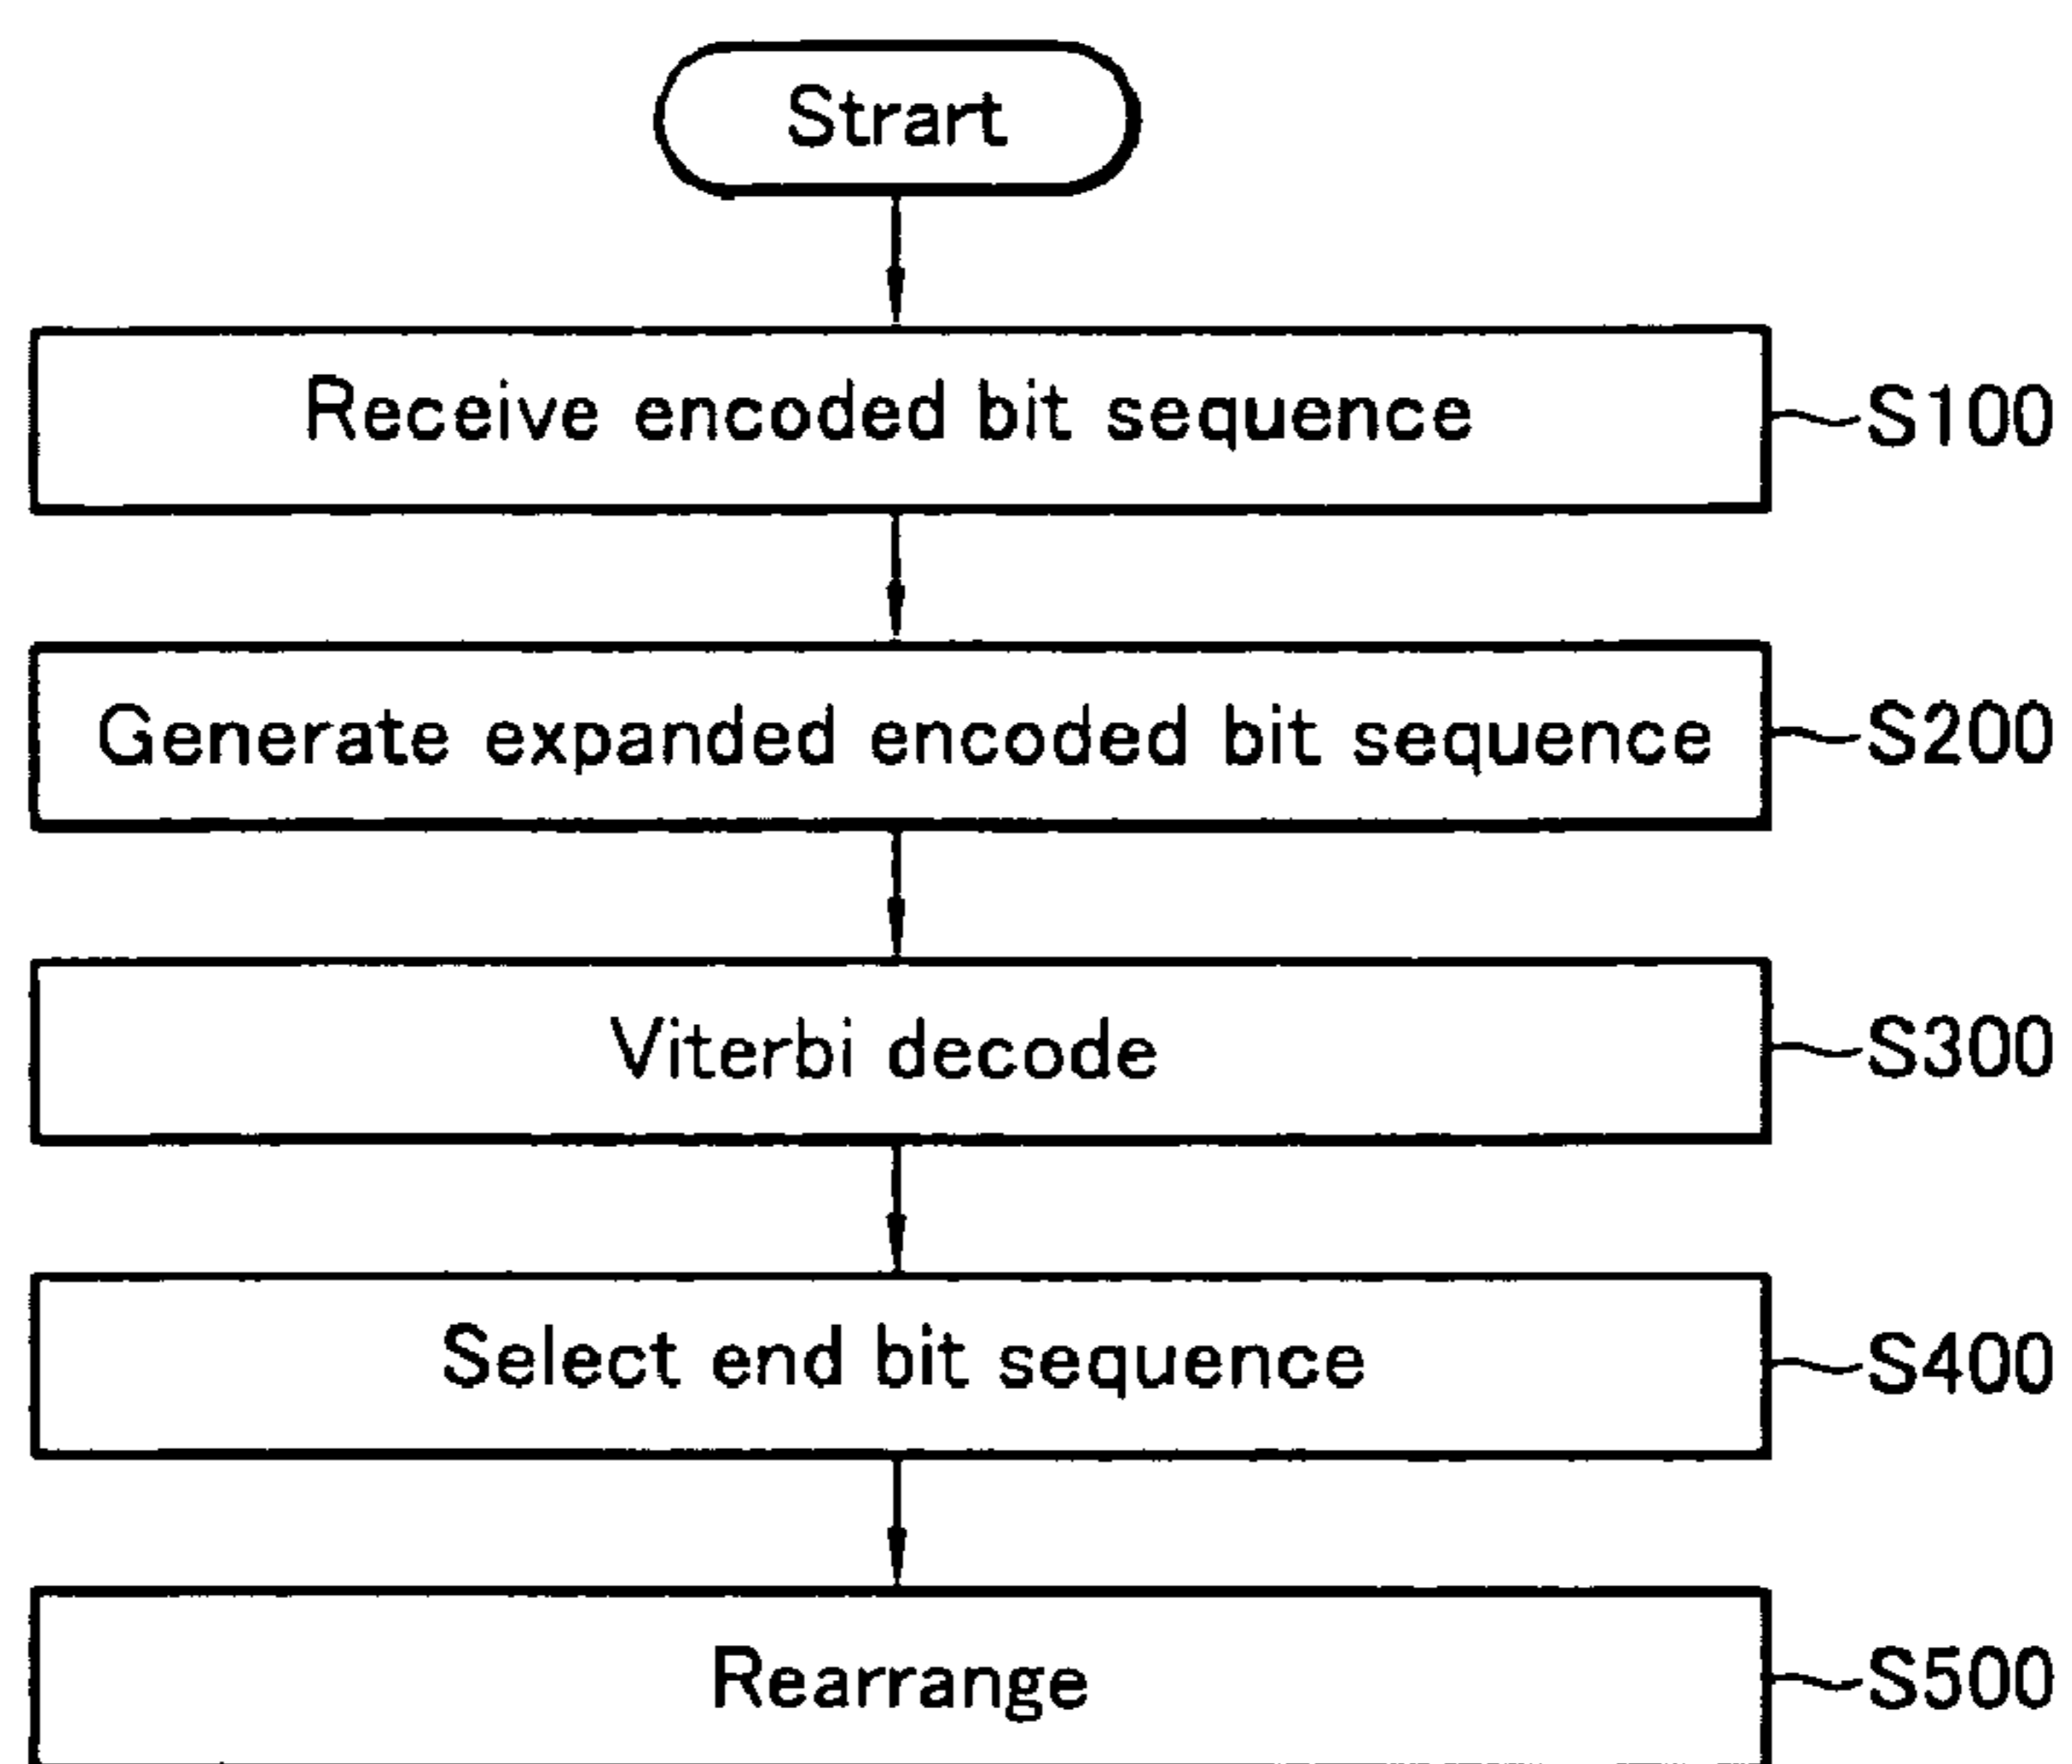 Strart
Receive encoded bit sequence
S100
Generate expanded encoded bit sequence
S200
Viterbi decode
S300
Select end bit sequence
S400
Rearrange
S500